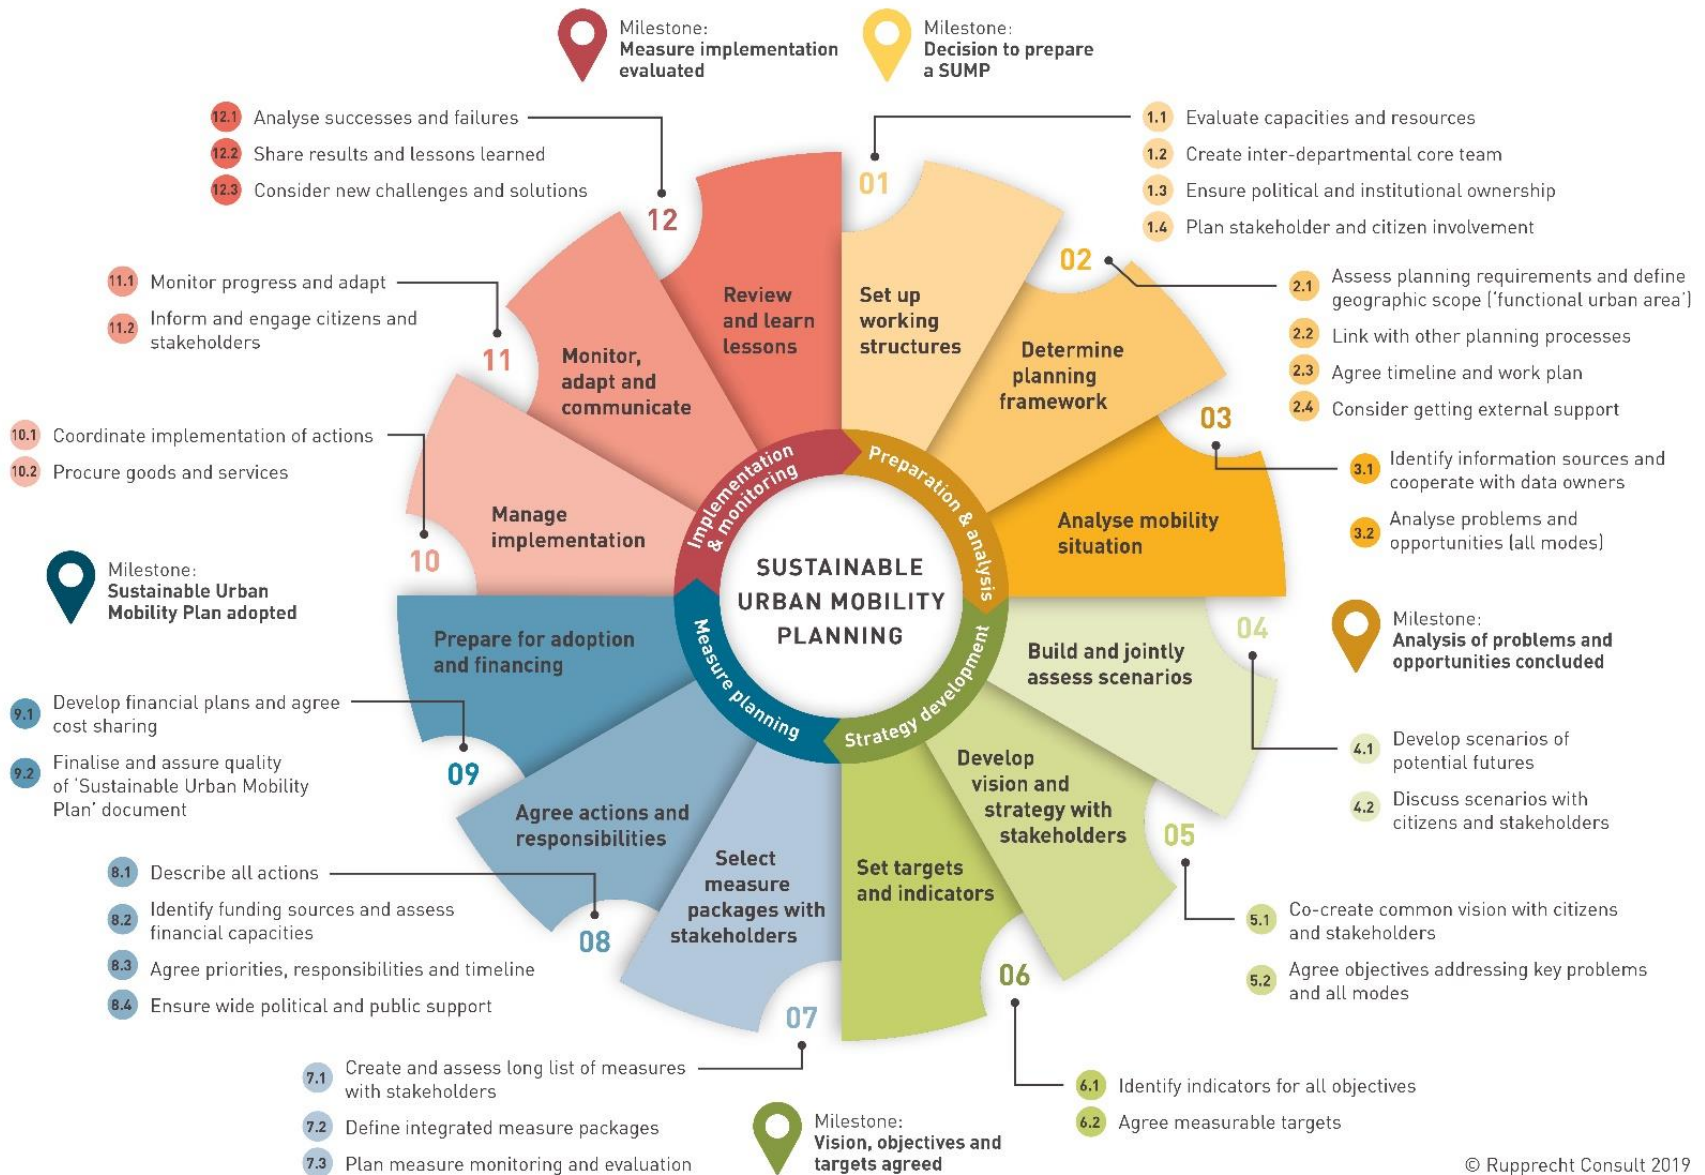 Milestone:
Measure implementation
evaluated
Milestone:
Decision to prepare
a SUMP
12.1 Analyse successes and failures
12.2 Share results and lessons learned
12.3 Consider new challenges and solutions
1.1 Evaluate capacities and resources
1.2 Create inter-departmental core team
1.3 Ensure political and institutional ownership
1.4 Plan stakeholder and citizen involvement
01
Set up
working
structures
02
Determine
planning
framework
2.1 Assess planning requirements and define
geographic scope ('functional urban area')
2.2 Link with other planning processes
2.3 Agree timeline and work plan
2.4 Consider getting external support
03
Analyse mobility
situation
3.1 Identify information sources and
cooperate with data owners
3.2 Analyse problems and
opportunities (all modes)
Milestone:
Analysis of problems and
opportunities concluded
04
Build and jointly
assess scenarios
4.1 Develop scenarios of
potential futures
4.2 Discuss scenarios with
citizens and stakeholders
05
Develop
vision and
strategy with
stakeholders
5.1 Co-create common vision with citizens
and stakeholders
5.2 Agree objectives addressing key problems
and all modes
06
Set targets
and indicators
6.1 Identify indicators for all objectives
6.2 Agree measurable targets
Milestone:
Vision, objectives and
targets agreed
07
Select
measure
packages with
stakeholders
7.1 Create and assess long list of measures
with stakeholders
7.2 Define integrated measure packages
7.3 Plan measure monitoring and evaluation
08
Agree actions and
responsibilities
8.1 Describe all actions
8.2 Identify funding sources and assess
financial capacities
8.3 Agree priorities, responsibilities and timeline
8.4 Ensure wide political and public support
09
Prepare for adoption
and financing
9.1 Develop financial plans and agree
cost sharing
9.2 Finalise and assure quality
of 'Sustainable Urban Mobility
Plan' document
Milestone:
Sustainable Urban
Mobility Plan adopted
10
Manage
implementation
10.1 Coordinate implementation of actions
10.2 Procure goods and services
11
Monitor,
adapt and
communicate
11.1 Monitor progress and adapt
11.2 Inform and engage citizens and
stakeholders
12
Review
and learn
lessons
Preparation & analysis
Strategy development
Measure planning
Implementation
& monitoring
SUSTAINABLE
URBAN MOBILITY
PLANNING
© Rupprecht Consult 2019